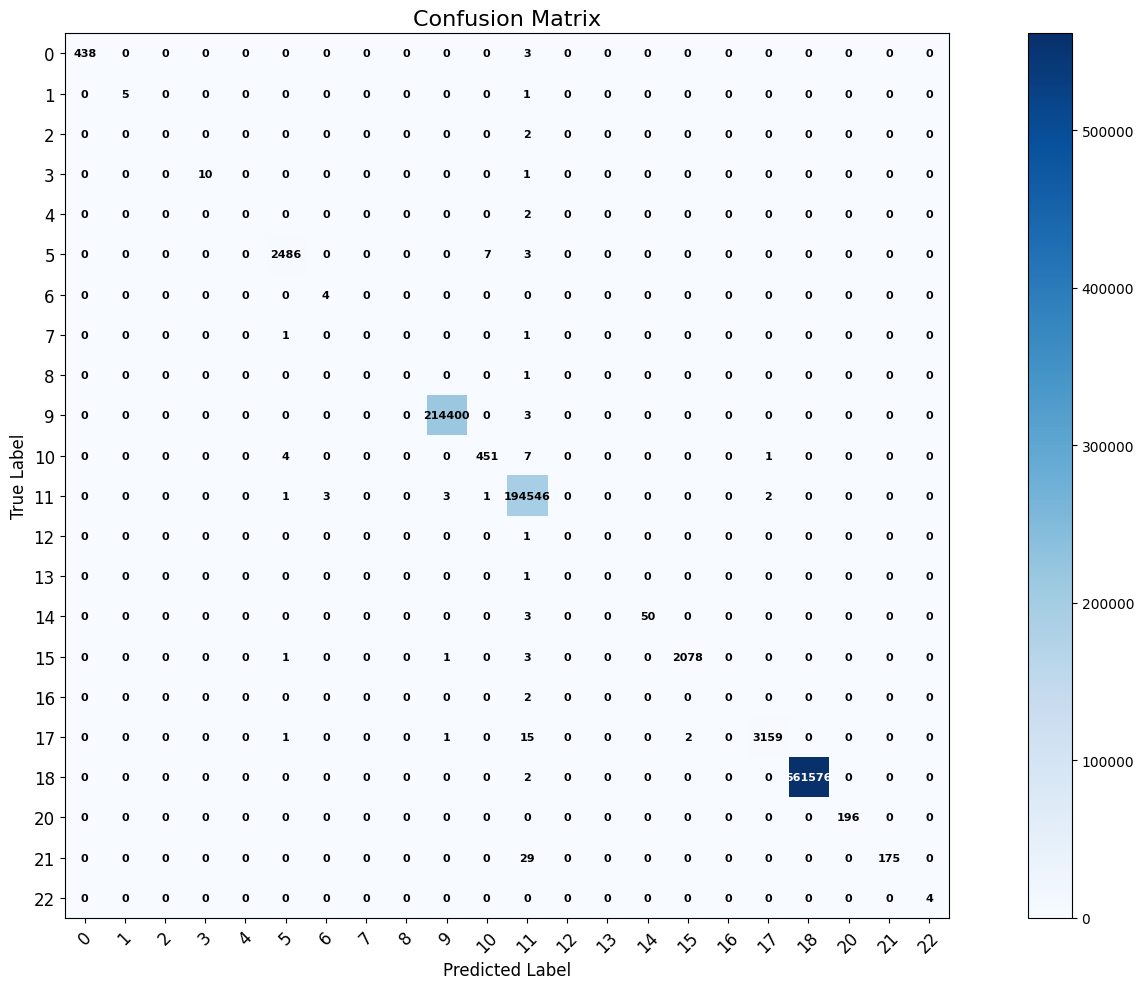 Confusion Matrix
0 438 0 0 0 0 0 0 0 0 0 0 3 0 0 0 0 0 0 0 0 0 0
1 0 5 0 0 0 0 0 0 0 0 0 1 0 0 0 0 0 0 0 0 0 0
2 0 0 0 0 0 0 0 0 0 0 0 2 0 0 0 0 0 0 0 0 0 0
3 0 0 0 10 0 0 0 0 0 0 0 1 0 0 0 0 0 0 0 0 0 0
4 0 0 0 0 0 0 0 0 0 0 0 2 0 0 0 0 0 0 0 0 0 0
5 0 0 0 0 0 2486 0 0 0 0 7 3 0 0 0 0 0 0 0 0 0 0
6 0 0 0 0 0 0 4 0 0 0 0 0 0 0 0 0 0 0 0 0 0 0
7 0 0 0 0 0 1 0 0 0 0 0 1 0 0 0 0 0 0 0 0 0 0
8 0 0 0 0 0 0 0 0 0 0 0 1 0 0 0 0 0 0 0 0 0 0
9 0 0 0 0 0 0 0 0 0 214400 0 3 0 0 0 0 0 0 0 0 0 0
10 0 0 0 0 0 4 0 0 0 0 451 7 0 0 0 0 0 1 0 0 0 0
11 0 0 0 0 0 1 3 0 0 3 1 194546 0 0 0 0 0 2 0 0 0 0
12 0 0 0 0 0 0 0 0 0 0 0 1 0 0 0 0 0 0 0 0 0 0
13 0 0 0 0 0 0 0 0 0 0 0 1 0 0 0 0 0 0 0 0 0 0
14 0 0 0 0 0 0 0 0 0 0 0 3 0 0 50 0 0 0 0 0 0 0
15 0 0 0 0 0 1 0 0 0 1 0 3 0 0 0 2078 0 0 0 0 0 0
16 0 0 0 0 0 0 0 0 0 0 0 2 0 0 0 0 0 0 0 0 0 0
17 0 0 0 0 0 1 0 0 0 1 0 15 0 0 0 2 0 3159 0 0 0 0
18 0 0 0 0 0 0 0 0 0 0 0 2 0 0 0 0 0 0 561576 0 0 0
20 0 0 0 0 0 0 0 0 0 0 0 0 0 0 0 0 0 0 0 196 0 0
21 0 0 0 0 0 0 0 0 0 0 0 29 0 0 0 0 0 0 0 0 175 0
22 0 0 0 0 0 0 0 0 0 0 0 0 0 0 0 0 0 0 0 0 0 4
0 1 2 3 4 5 6 7 8 9 10 11 12 13 14 15 16 17 18 20 21 22
Predicted Label
True Label
500000
400000
300000
200000
100000
0